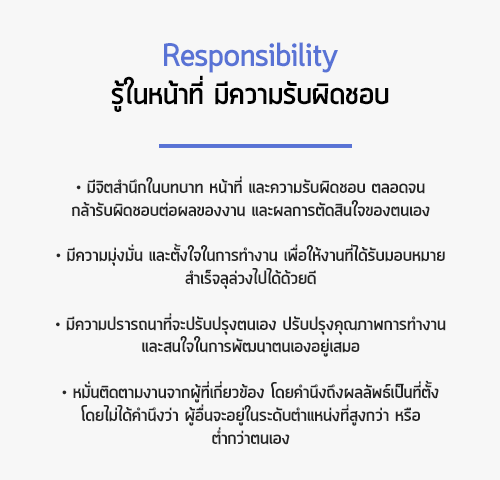 Responsibility
รู้ในหน้าที่ มีความรับผิดชอบ
• มีจิตสำนึกในบทบาท หน้าที่ และความรับผิดชอบ ตลอดจน
กล้ารับผิดชอบต่อผลของงาน และผลการตัดสินใจของตนเอง
• มีความมุ่งมั่น และตั้งใจในการทำงาน เพื่อให้งานที่ได้รับมอบหมาย
สำเร็จลุล่วงไปได้ด้วยดี
• มีความปรารถนาที่จะปรับปรุงตนเอง ปรับปรุงคุณภาพการทำงาน
และสนใจในการพัฒนาตนเองอยู่เสมอ
• หมั่นติดตามงานจากผู้ที่เกี่ยวข้อง โดยคำนึงถึงผลลัพธ์เป็นที่ตั้ง
โดยไม่ได้คำนึงว่า ผู้อื่นจะอยู่ในระดับตำแหน่งที่สูงกว่า หรือ
ต่ำกว่าตนเอง